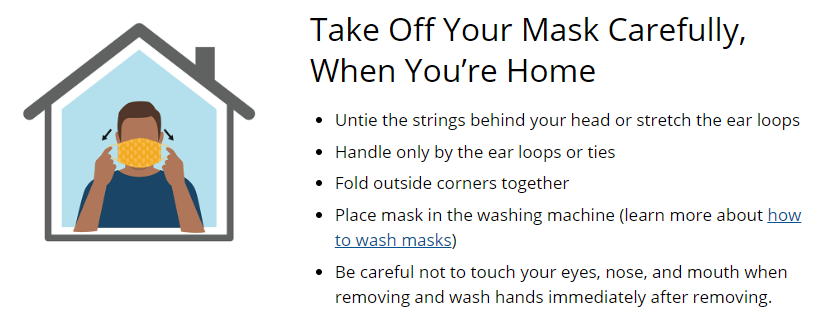 Take Off Your Mask Carefully,
When You’re Home
• Untie the strings behind your head or stretch the ear loops
• Handle only by the ear loops or ties
• Fold outside corners together
• Place mask in the washing machine (learn more about how
to wash masks)
• Be careful not to touch your eyes, nose, and mouth when
removing and wash hands immediately after removing.